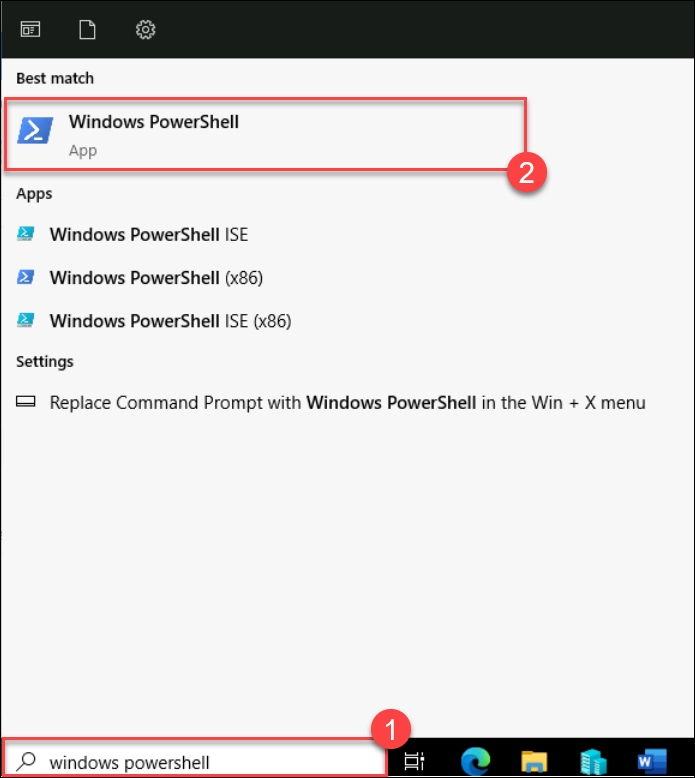 Best match
Windows PowerShell
App
2
Apps
Windows PowerShell ISE
Windows PowerShell (x86)
Windows PowerShell ISE (x86)
Settings
Replace Command Prompt with Windows PowerShell in the Win + X menu
1
windows powershell
W